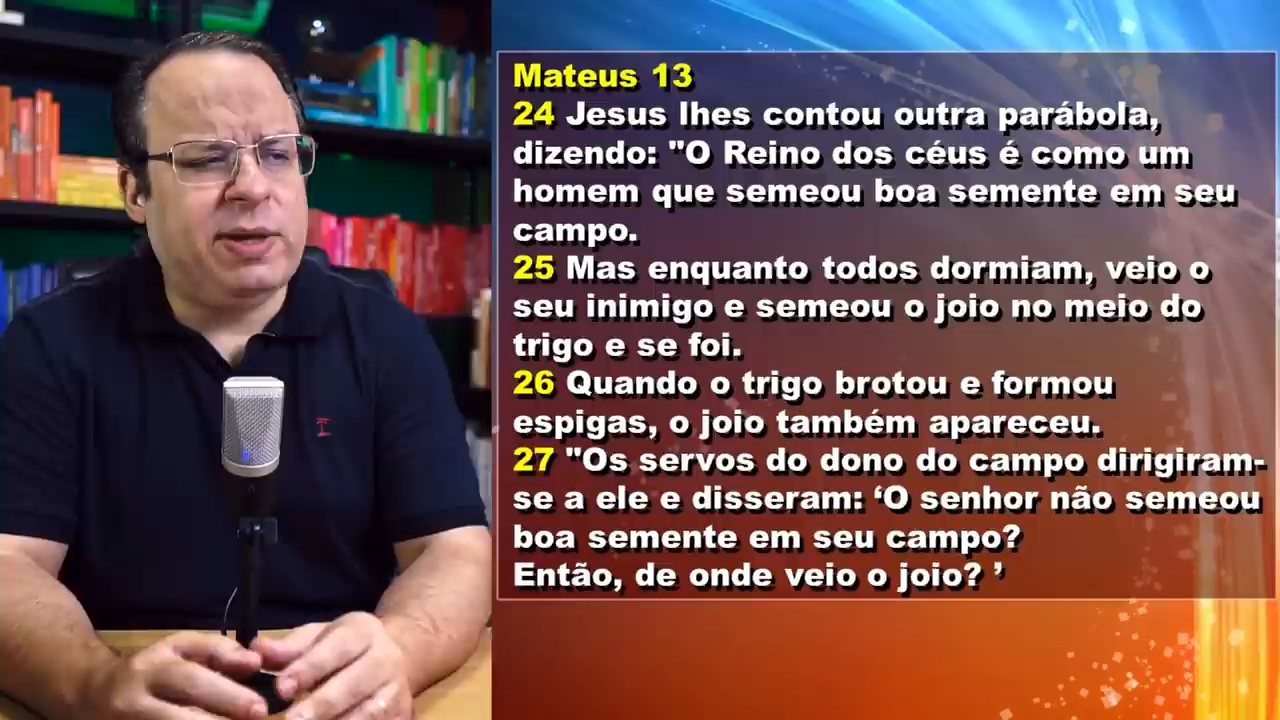 Mateus 13
24 Jesus lhes contou outra parábola,
dizendo: "O Reino dos céus é como um
homem que semeou boa semente em seu
campo.
25 Mas enquanto todos dormiam, veio o
seu inimigo e semeou o joio no meio do
trigo e se foi.
26 Quando o trigo brotou e formou
espigas, o joio também apareceu.
27 "Os servos do dono do campo dirigiram-
se a ele e disseram: ‘O senhor não semeou
boa semente em seu campo?
Então, de onde veio o joio? ’